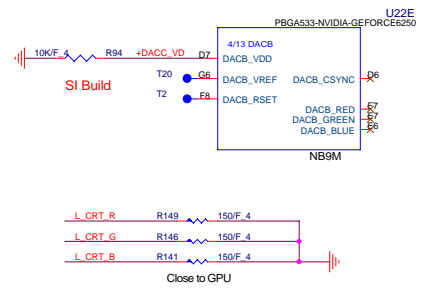 U22E
PBGA533-NVIDIA-GEFORCE6250
10K/F_4 R94 +DACC_VD D7
4/13 DACB
DACB_VDD
SI Build
T20 G6 DACB_VREF DACB_CSYNC D6
T2 F8 DACB_RSET
DACB_RED F7
DACB_GREEN E7
DACB_BLUE E6
NB9M
L_CRT_R R149 150/F_4
L_CRT_G R146 150/F_4
L_CRT_B R141 150/F_4
Close to GPU